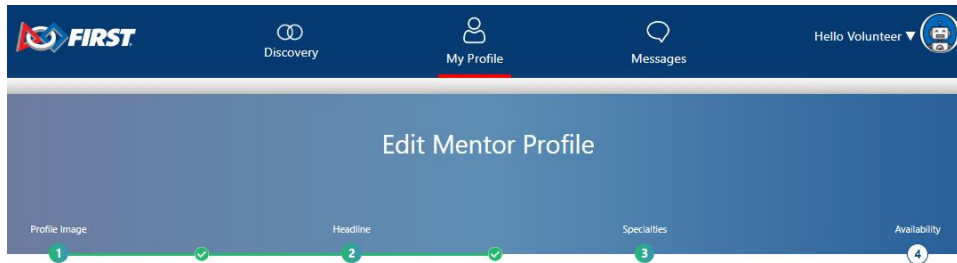 FIRST
Discovery
My Profile
Messages
Hello Volunteer ▼
Edit Mentor Profile
Profile Image
Headline
Specialties
Availability
1
2
3
4